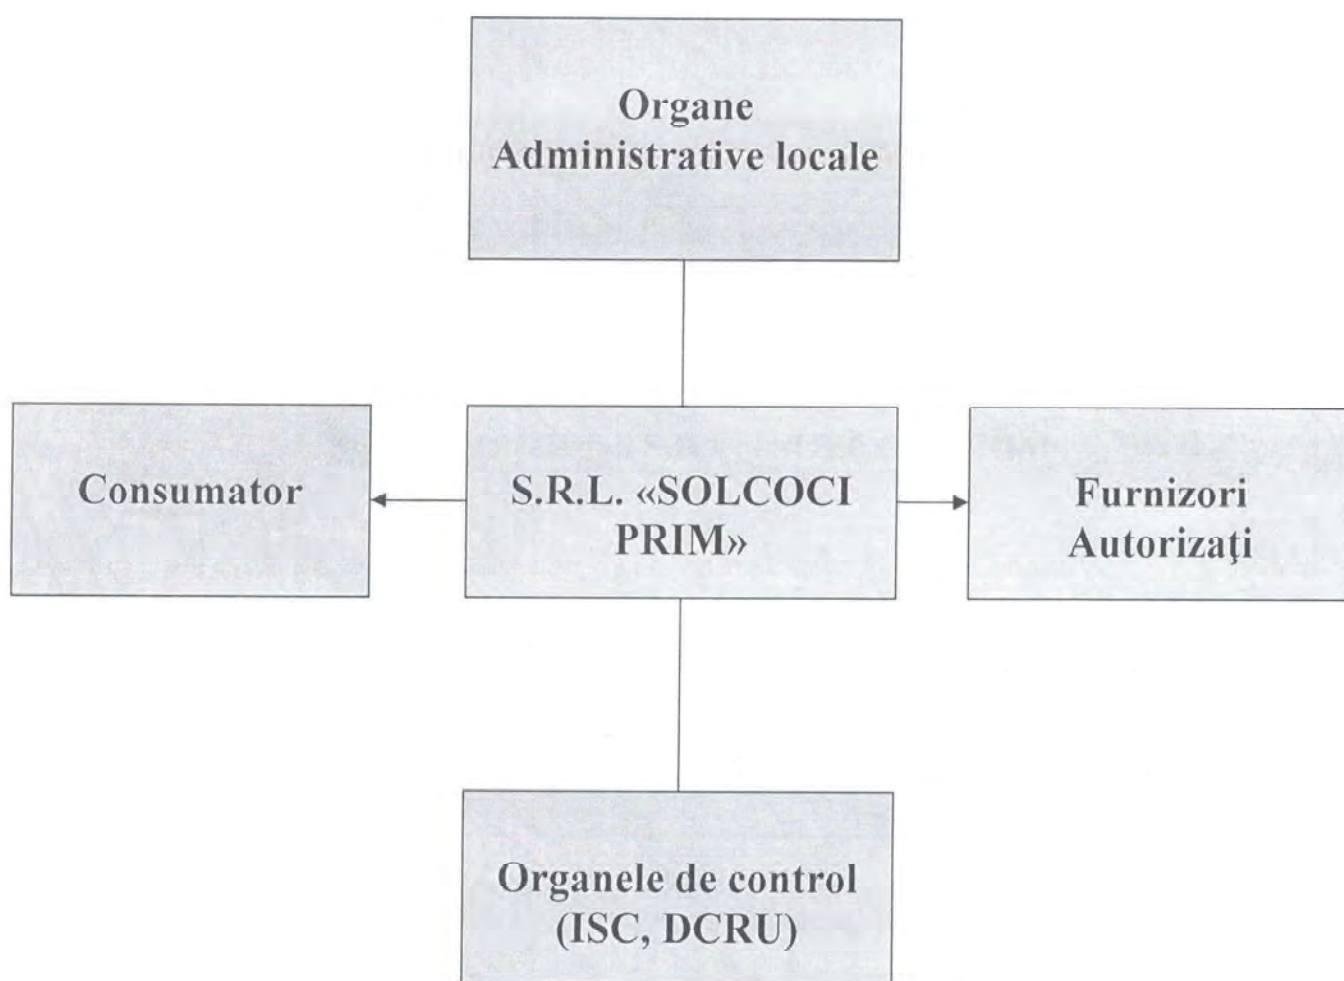 Organe
Administrative locale
Consumator
S.R.L. «SOLCOCI
PRIM»
Furnizori
Autorizaţi
Organele de control
(ISC, DCRU)